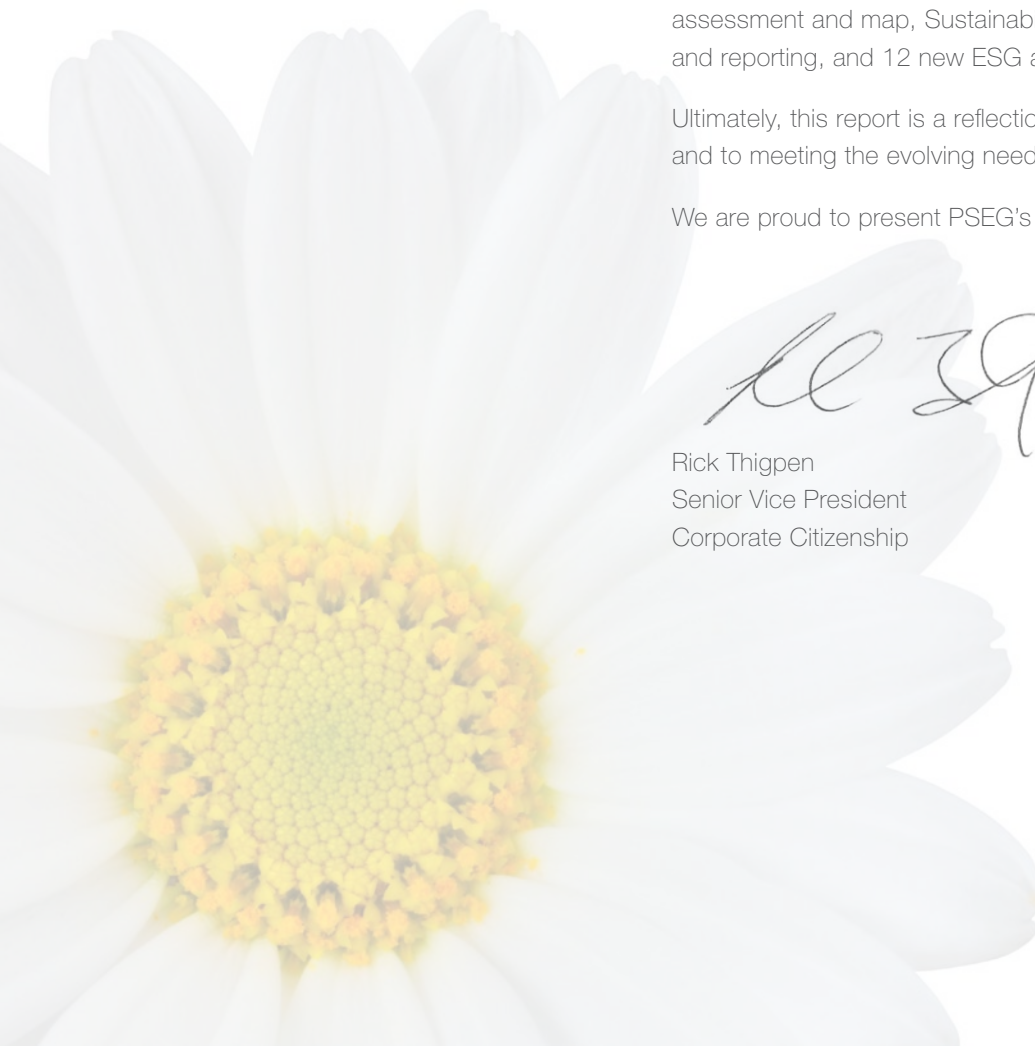 assessment and map, Sustainab
and reporting, and 12 new ESG
Ultimately, this report is a reflectio
and to meeting the evolving need
We are proud to present PSEG’s
Rick Thigpen
Senior Vice President
Corporate Citizenship